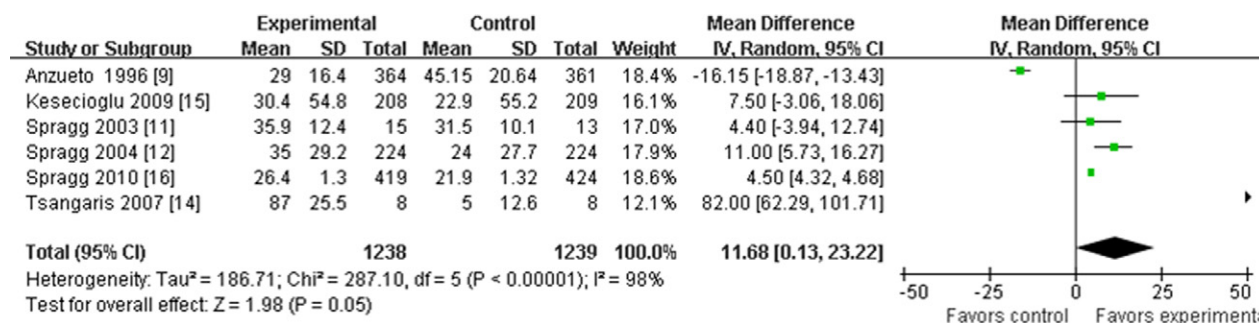 Experimental Control Mean Difference Mean Difference
Study or Subgroup Mean SD Total Mean SD Total Weight IV, Random, 95% CI IV, Random, 95% CI
Anzueto 1996 [9] 29 16.4 364 45.15 20.64 361 18.4% -16.15 [-18.87, -13.43]
Kesecioglu 2009 [15] 30.4 54.8 208 22.9 55.2 209 16.1% 7.50 [-3.06, 18.06]
Spragg 2003 [11] 35.9 12.4 15 31.5 10.1 13 17.0% 4.40 [-3.94, 12.74]
Spragg 2004 [12] 35 29.2 224 24 27.7 224 17.9% 11.00 [5.73, 16.27]
Spragg 2010 [16] 26.4 1.3 419 21.9 1.32 424 18.6% 4.50 [4.32, 4.68]
Tsangaris 2007 [14] 87 25.5 8 5 12.6 8 12.1% 82.00 [62.29, 101.71]
Total (95% CI) 1238 1239 100.0% 11.68 [0.13, 23.22]
Heterogeneity: Tau² = 186.71; Chi² = 287.10, df = 5 (P < 0.00001); I² = 98%
Test for overall effect: Z = 1.98 (P = 0.05)
-50 -25 0 25 50
Favors control Favors experiment